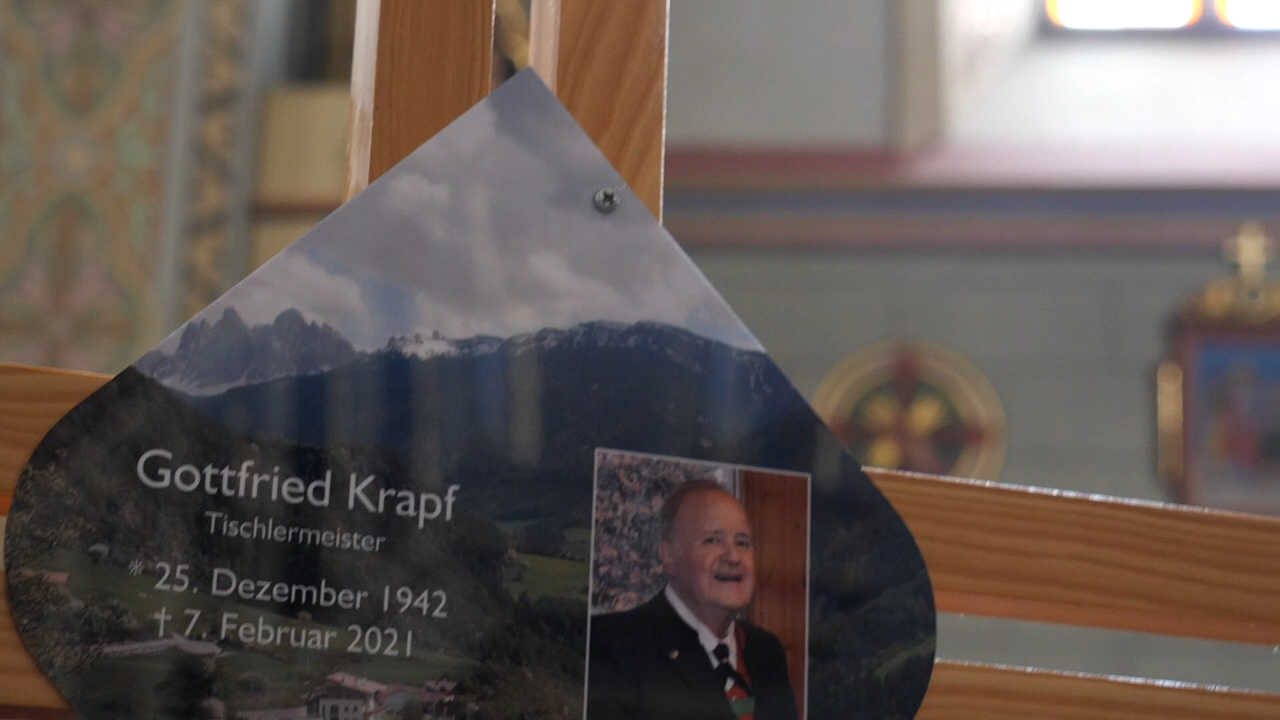 Gottfried Krapf
Tischlermeister
* 25. Dezember 1942
† 7. Februar 2021